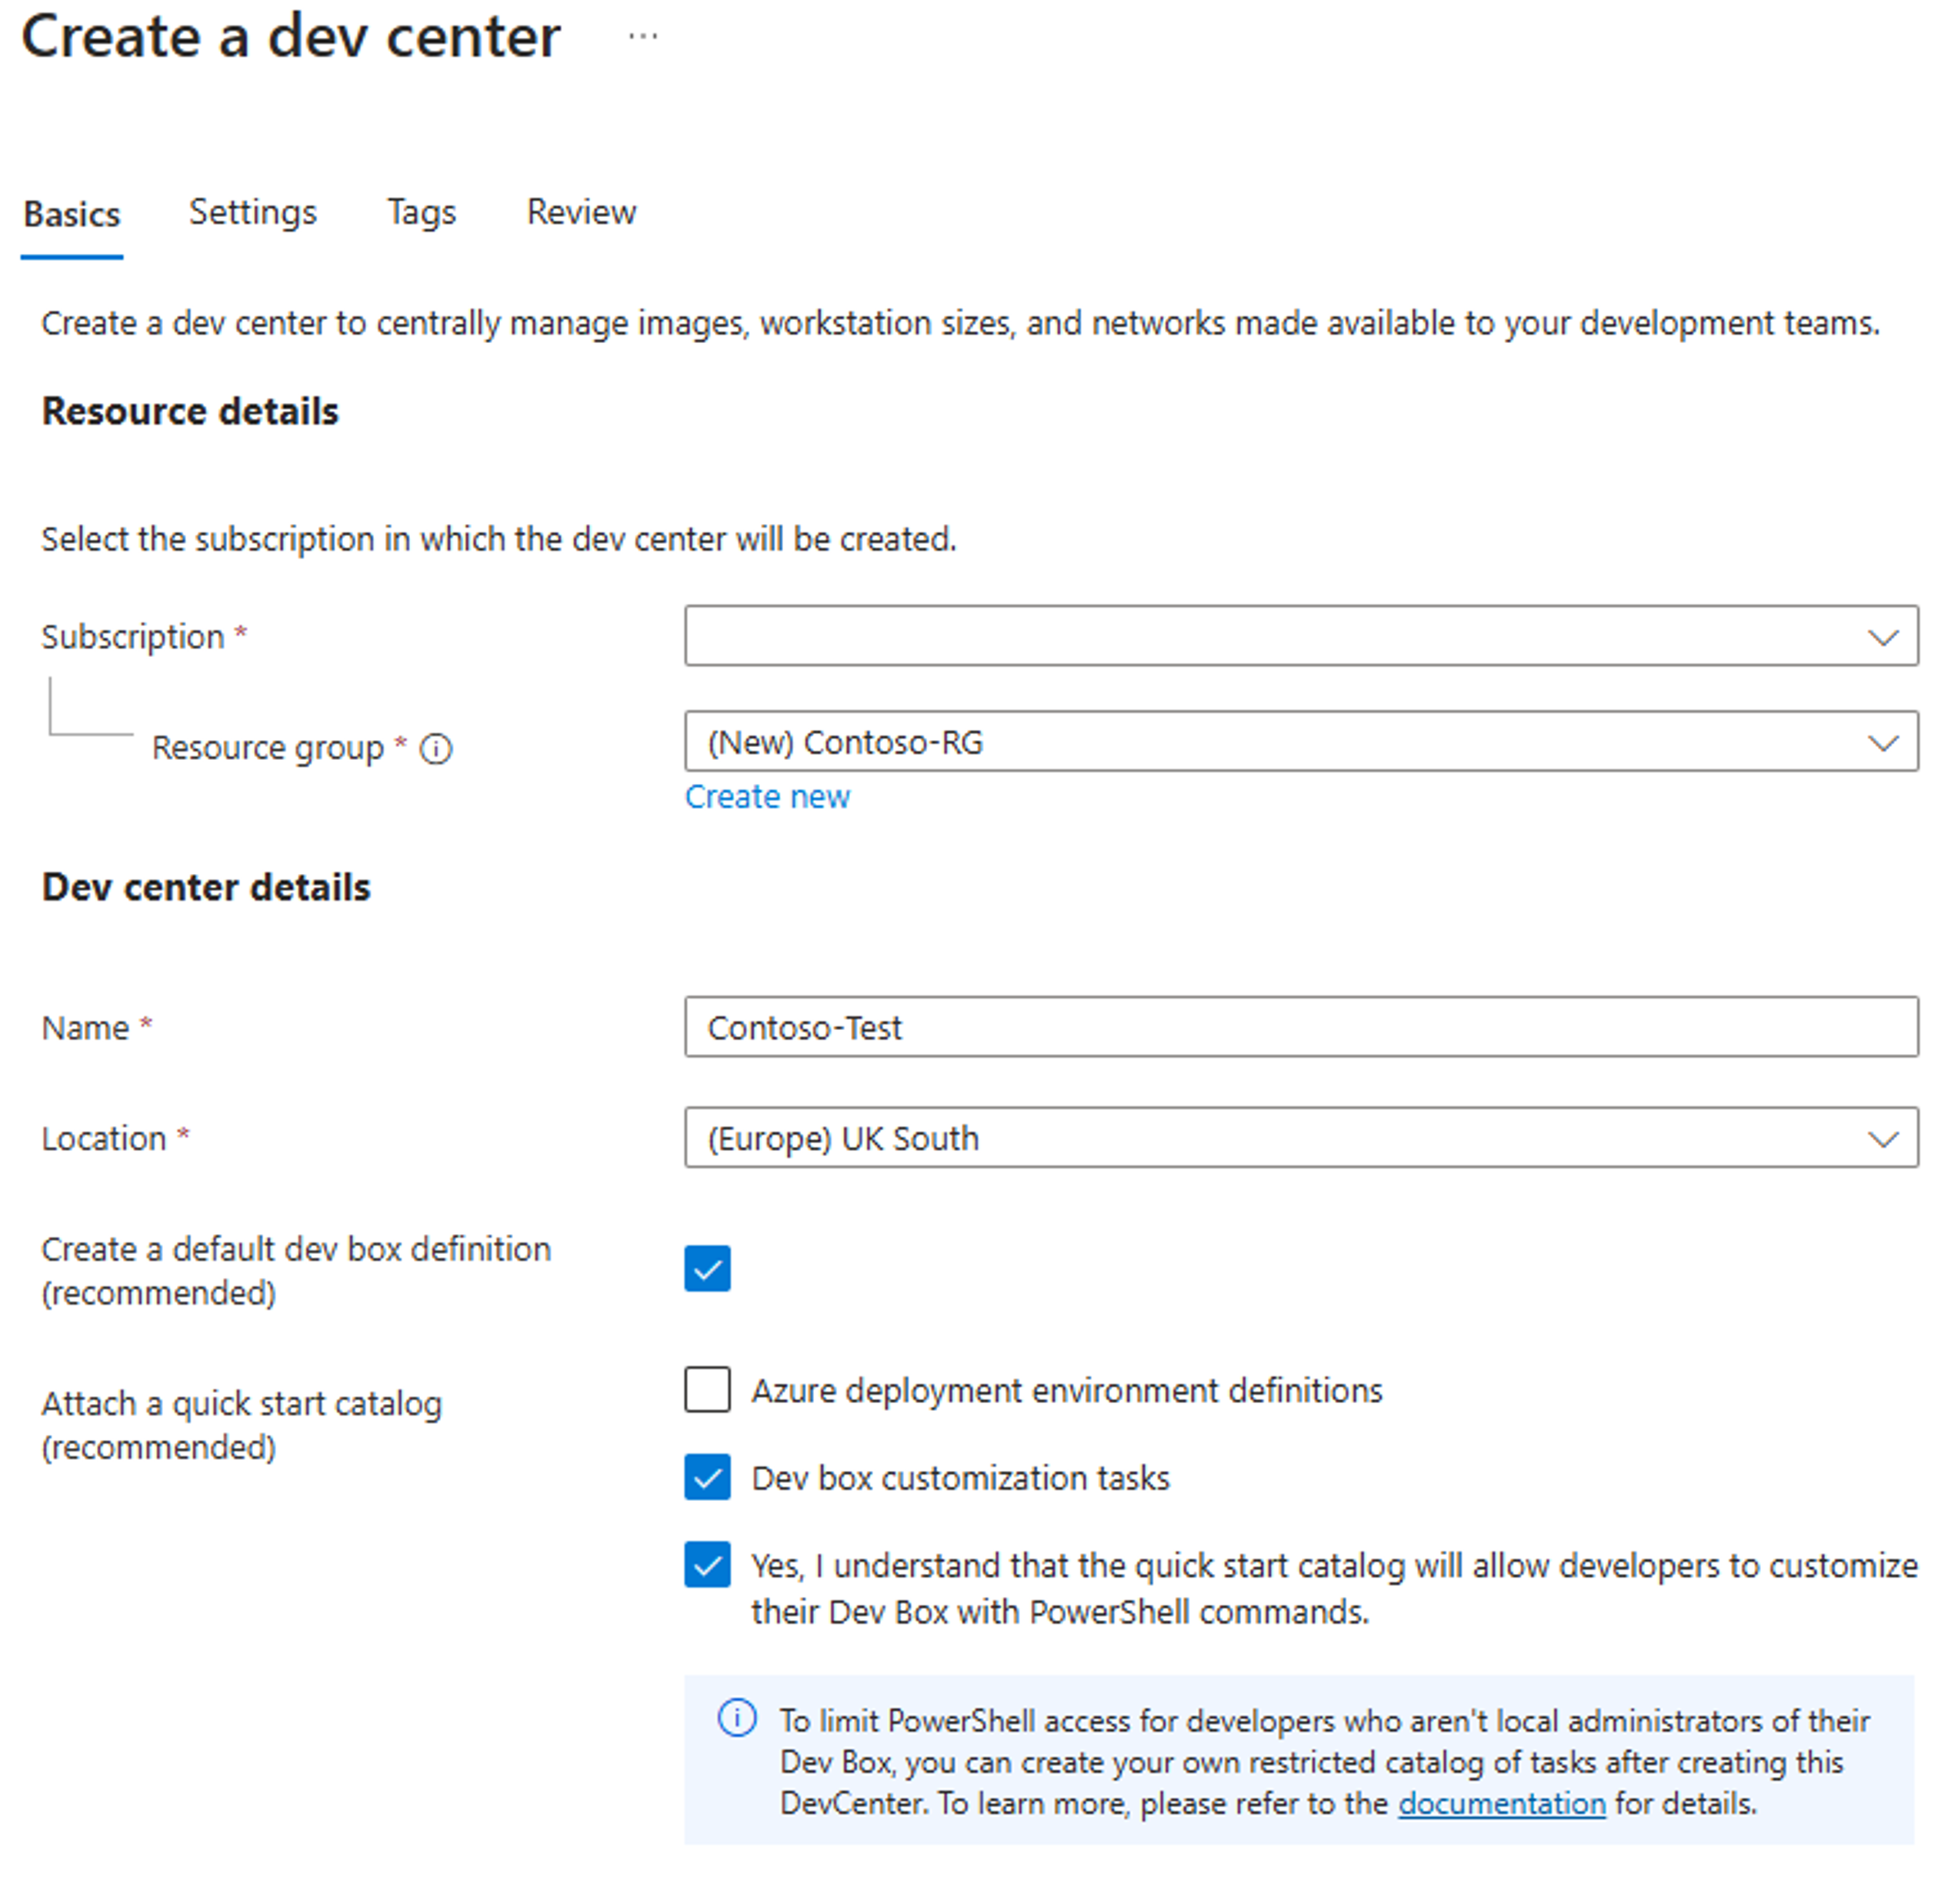 Create a dev center ...
Basics Settings Tags Review
Create a dev center to centrally manage images, workstation sizes, and networks made available to your development teams.
Resource details
Select the subscription in which the dev center will be created.
Subscription *
Resource group * (New) Contoso-RG
Create new
Dev center details
Name * Contoso-Test
Location * (Europe) UK South
Create a default dev box definition
(recommended)
Attach a quick start catalog
(recommended)
Azure deployment environment definitions
Dev box customization tasks
Yes, I understand that the quick start catalog will allow developers to customize
their Dev Box with PowerShell commands.
To limit PowerShell access for developers who aren't local administrators of their
Dev Box, you can create your own restricted catalog of tasks after creating this
DevCenter. To learn more, please refer to the documentation for details.